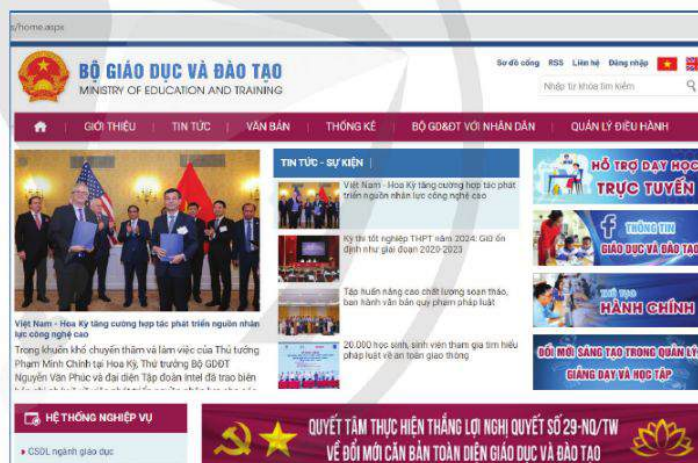 s/home.aspx
BỘ GIÁO DỤC VÀ ĐÀO TẠO
MINISTRY OF EDUCATION AND TRAINING
Sơ đồ cổng RSS Liên hệ Đăng nhập
Nhập từ khóa tìm kiếm
GIỚI THIỆU TIN TỨC VĂN BẢN THỐNG KÊ BỘ GD&ĐT VỚI NHÂN DÂN QUẢN LÝ ĐIỀU HÀNH
Việt Nam - Hoa Kỳ tăng cường hợp tác phát triển nguồn nhân
lực công nghệ cao
Trong khuôn khổ chuyến thăm và làm việc của Thủ tướng
Phạm Minh Chính tại Hoa Kỳ, Thứ trưởng Bộ GDĐT
Nguyễn Văn Phúc và đại diện Tập đoàn Intel đã trao biên
TIN TỨC - SỰ KIỆN
Việt Nam - Hoa Kỳ tăng cường hợp tác phát
triển nguồn nhân lực công nghệ cao
Kỳ thi tốt nghiệp THPT năm 2024: Giữ ổn
định như giai đoạn 2020-2023
Tập huấn nâng cao chất lượng soạn thảo,
ban hành văn bản quy phạm pháp luật
20.000 học sinh, sinh viên tham gia tìm hiểu
pháp luật về an toàn giao thông
HỖ TRỢ DẠY HỌC
TRỰC TUYẾN
THÔNG TIN
GIÁO DỤC VÀ ĐÀO TẠO
THỦ TỤC
HÀNH CHÍNH
ĐỔI MỚI SÁNG TẠO TRONG QUẢN LÝ
GIẢNG DẠY VÀ HỌC TẬP
HỆ THỐNG NGHIỆP VỤ
CSDL ngành giáo dục
QUYẾT TÂM THỰC HIỆN THẮNG LỢI NGHỊ QUYẾT SỐ 29-NQ/TW
VỀ ĐỔI MỚI CĂN BẢN TOÀN DIỆN GIÁO DỤC VÀ ĐÀO TẠO